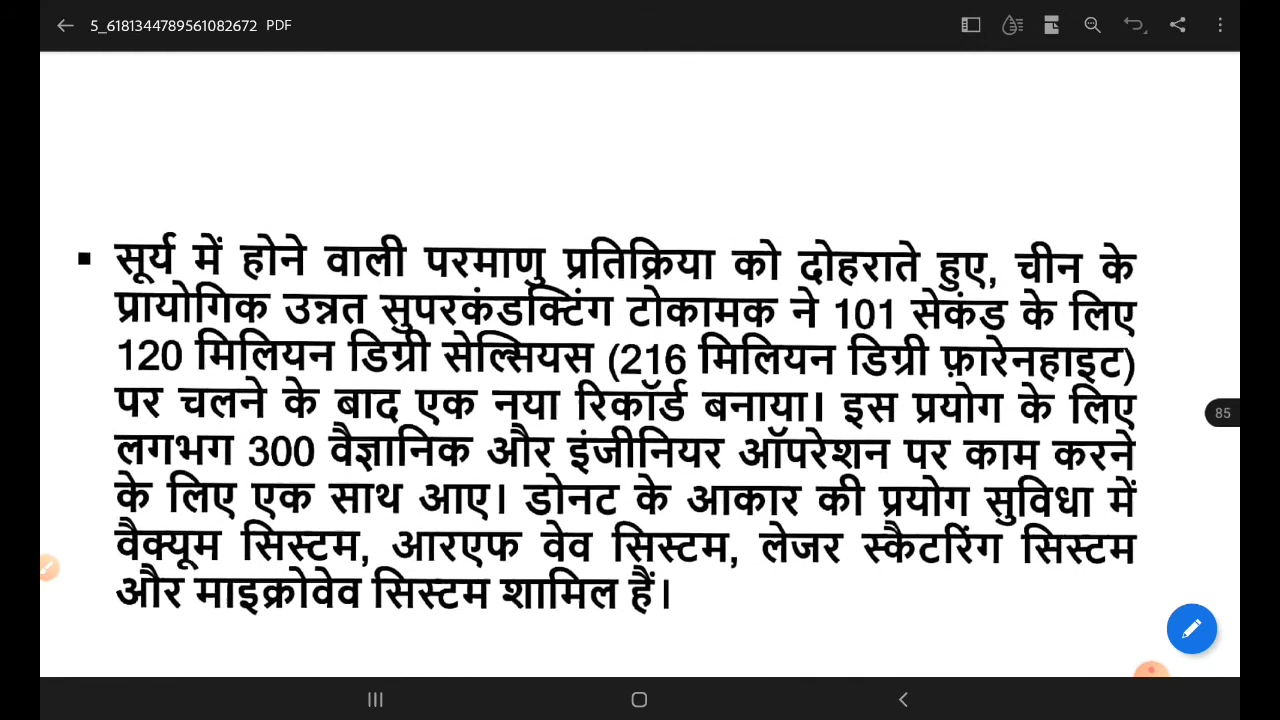 5_6181344789561082672 PDF
▪ सूर्य में होने वाली परमाणु प्रतिक्रिया को दोहराते हुए, चीन के
प्रायोगिक उन्नत सुपरकंडक्टिंग टोकामक ने 101 सेकंड के लिए
120 मिलियन डिग्री सेल्सियस (216 मिलियन डिग्री फ़ारेनहाइट)
पर चलने के बाद एक नया रिकॉर्ड बनाया। इस प्रयोग के लिए
85
लगभग 300 वैज्ञानिक और इंजीनियर ऑपरेशन पर काम करने
के लिए एक साथ आए। डोनट के आकार की प्रयोग सुविधा में
वैक्यूम सिस्टम, आरएफ वेव सिस्टम, लेजर स्कैटरिंग सिस्टम
और माइक्रोवेव सिस्टम शामिल हैं।